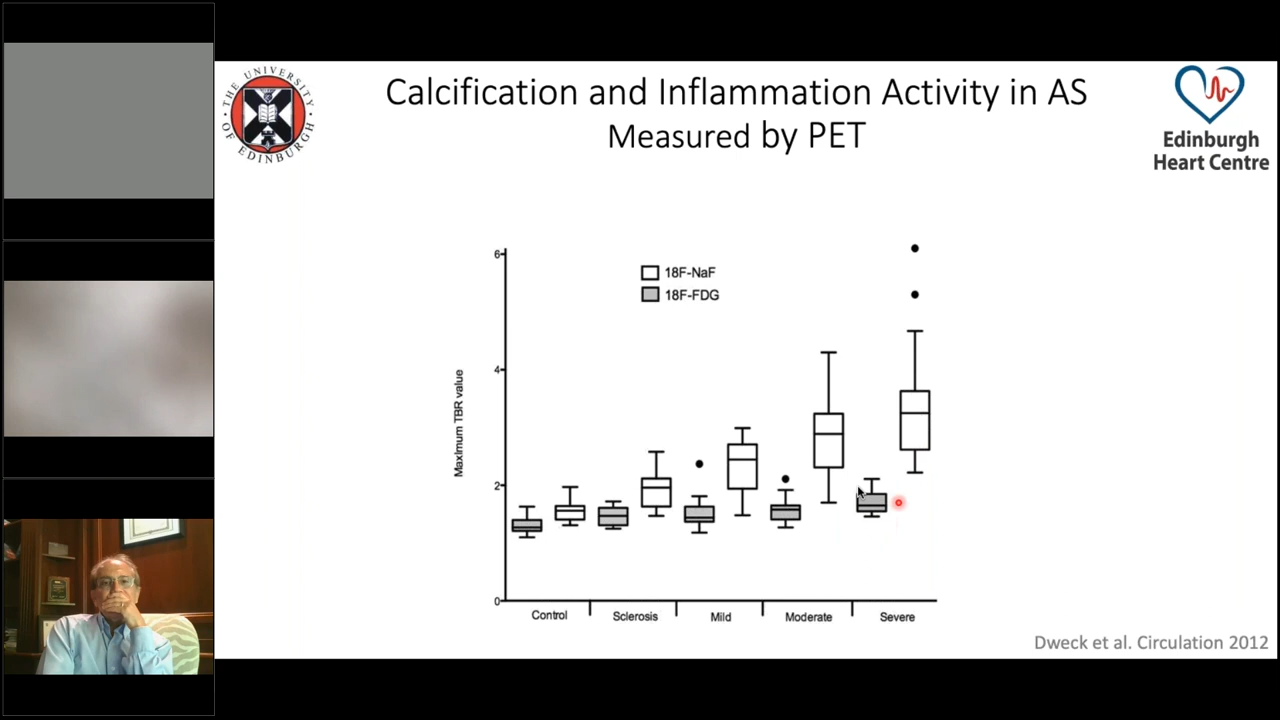 THE UNIVERSITY OF EDINBURGH
Calcification and Inflammation Activity in AS
Measured by PET
Edinburgh
Heart Centre
18F-NaF
18F-FDG
Maximum TBR value
6
4
2
0
Control
Sclerosis
Mild
Moderate
Severe
Dweck et al. Circulation 2012